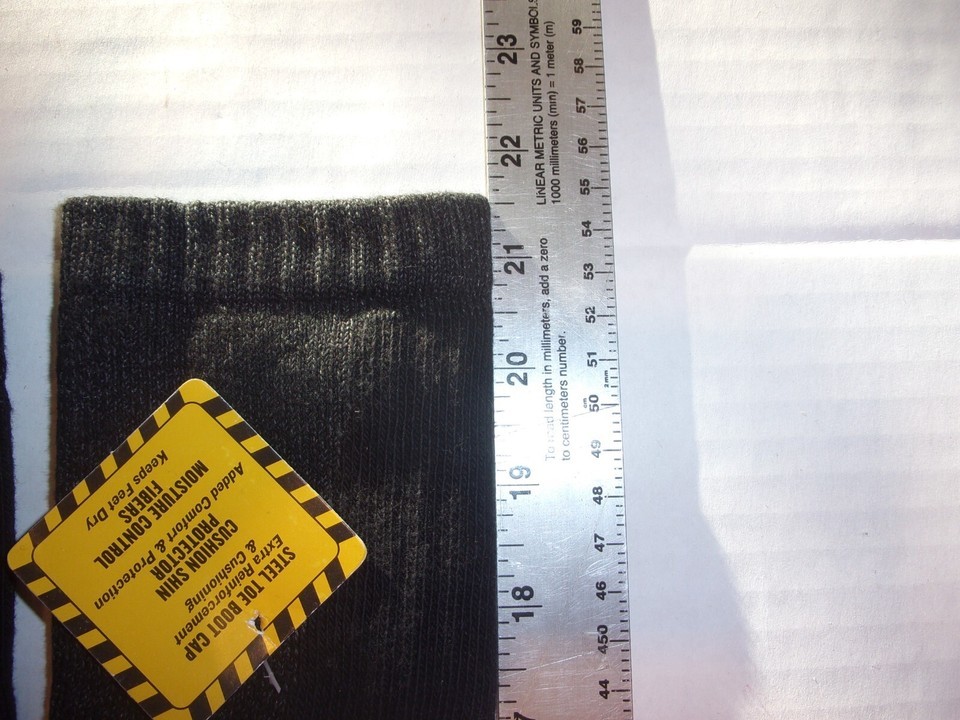 STEEL TOE BOOT CAP
Extra Reinforcement
& Cushioning
CUSHION SHIN
PROTECTOR
Added Comfort & Protection
MOISTURE CONTROL
FIBERS
Keeps Feet Dry
23
22
21
20
19
18
LINEAR METRIC UNITS AND SYMBOLS
1000 millimeters (mm) = 1 meter (m)
To read length in millimeters, add a zero
to centimeters number.
59
58
57
56
55
54
53
52
51
2 mm
cm
50
49
48
47
46
450
44